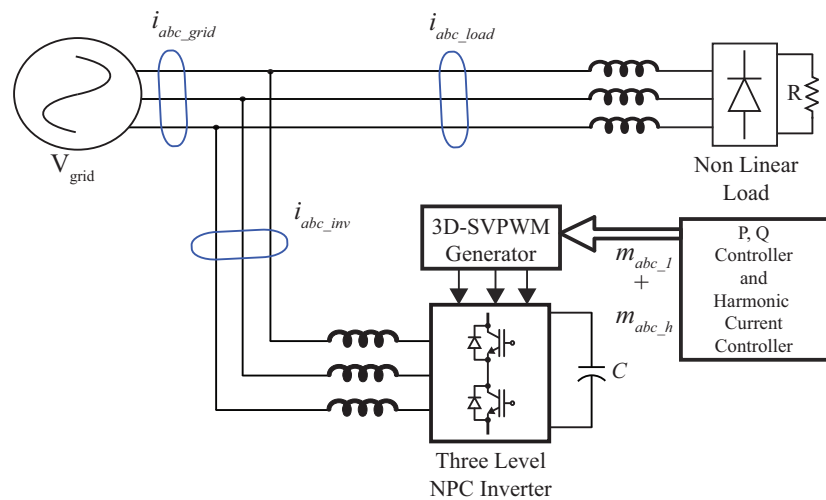 i_abc_grid
i_abc_load
R
V_grid
Non Linear
Load
i_abc_inv
3D-SVPWM
Generator
m_abc_1
+
m_abc_h
P, Q
Controller
and
Harmonic
Current
Controller
C
Three Level
NPC Inverter